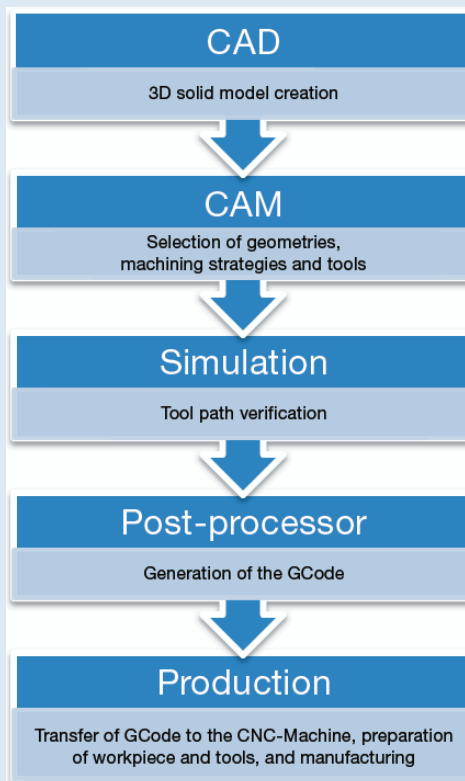 CAD
3D solid model creation
CAM
Selection of geometries,
machining strategies and tools
Simulation
Tool path verification
Post-processor
Generation of the GCode
Production
Transfer of GCode to the CNC-Machine, preparation
of workpiece and tools, and manufacturing